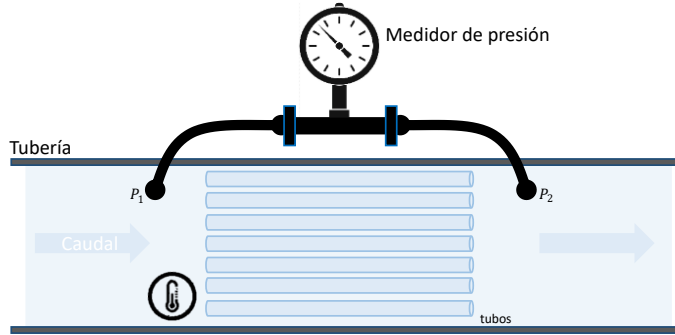 Medidor de presión
Tubería
P1
P2
Caudal
tubos